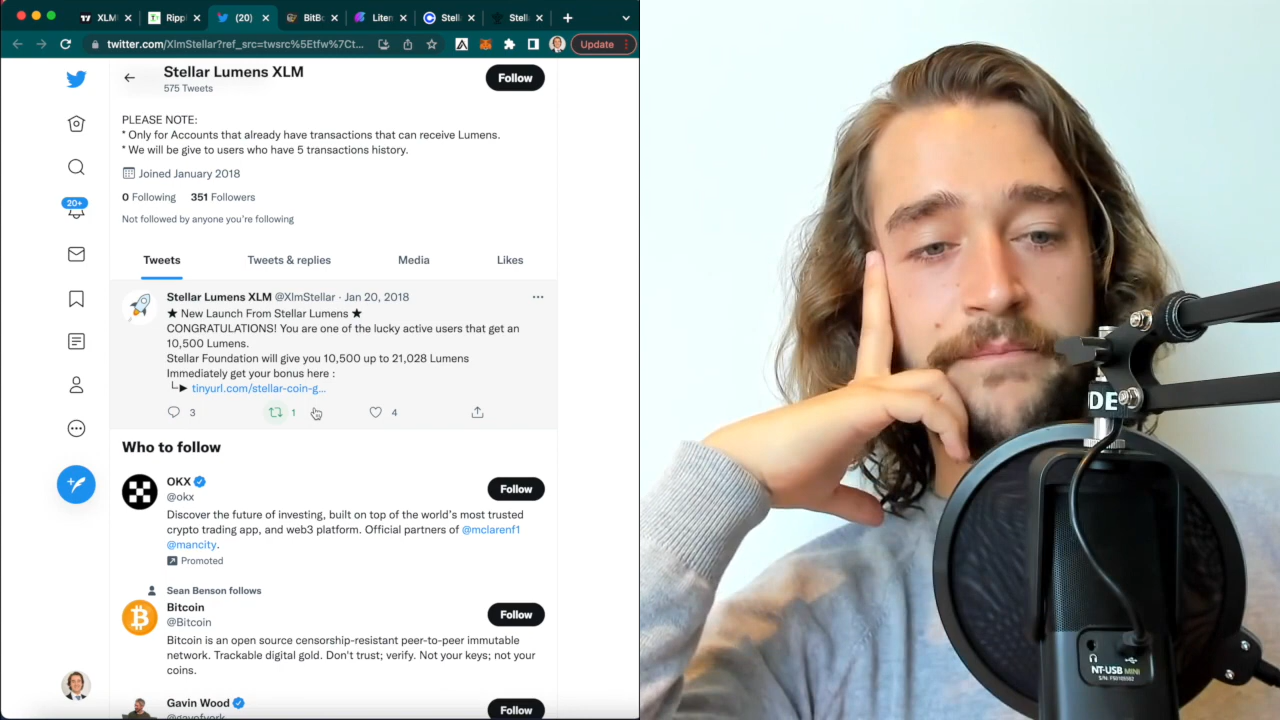 XLM
Rippl
(20)
BitBo
Liten
Stella
Stella
twitter.com/XlmStellar?ref_src=twsrc%5Etfw%7Ct...
Update
Stellar Lumens XLM
575 Tweets
Follow
PLEASE NOTE:
* Only for Accounts that already have transactions that can receive Lumens.
* We will be give to users who have 5 transactions history.
Joined January 2018
0 Following 351 Followers
Not followed by anyone you're following
20+
Tweets Tweets & replies Media Likes
Stellar Lumens XLM @XlmStellar · Jan 20, 2018
★ New Launch From Stellar Lumens ★
CONGRATULATIONS! You are one of the lucky active users that get an
10,500 Lumens.
Stellar Foundation will give you 10,500 up to 21,028 Lumens
Immediately get your bonus here :
╰► tinyurl.com/stellar-coin-g...
3 1 4
Who to follow
OKX
@okx
Follow
Discover the future of investing, built on top of the world's most trusted
crypto trading app, and web3 platform. Official partners of @mclarenf1
@mancity.
Promoted
Sean Benson follows
Bitcoin
@Bitcoin
Follow
Bitcoin is an open source censorship-resistant peer-to-peer immutable
network. Trackable digital gold. Don't trust; verify. Not your keys; not your
coins.
Gavin Wood
Follow
DE
NT-USB MINI